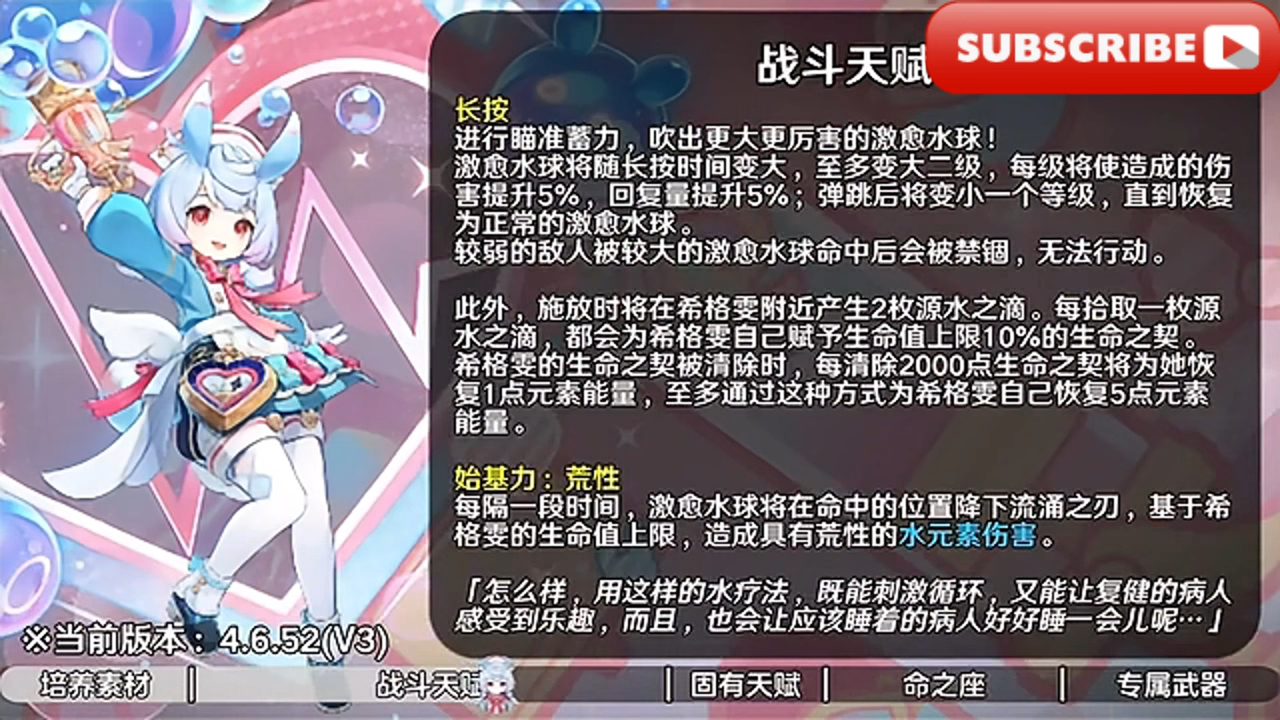 战斗天赋
SUBSCRIBE
长按
进行瞄准蓄力，吹出更大更厉害的激愈水球！
激愈水球将随长按时间变大，至多变大二级，每级将使造成的伤
害提升5%，回复量提升5%；弹跳后将变小一个等级，直到恢复
为正常的激愈水球。
较弱的敌人被较大的激愈水球命中后会被禁锢，无法行动。
此外，施放时将在希格雯附近产生2枚源水之滴。每拾取一枚源
水之滴，都会为希格雯自己赋予生命值上限10%的生命之契。
希格雯的生命之契被清除时，每清除2000点生命之契将为她恢
复1点元素能量，至多通过这种方式为希格雯自己恢复5点元素
能量。
始基力：荒性
每隔一段时间，激愈水球将在命中的位置降下流涌之刃，基于希
格雯的生命值上限，造成具有荒性的水元素伤害。
「怎么样，用这样的水疗法，既能刺激循环，又能让复健的病人
感受到乐趣，而且，也会让应该睡着的病人好好睡一会儿呢…」
※当前版本：4.6.52(V3)
培养素材 | 战斗天赋 | 固有天赋 | 命之座 | 专属武器